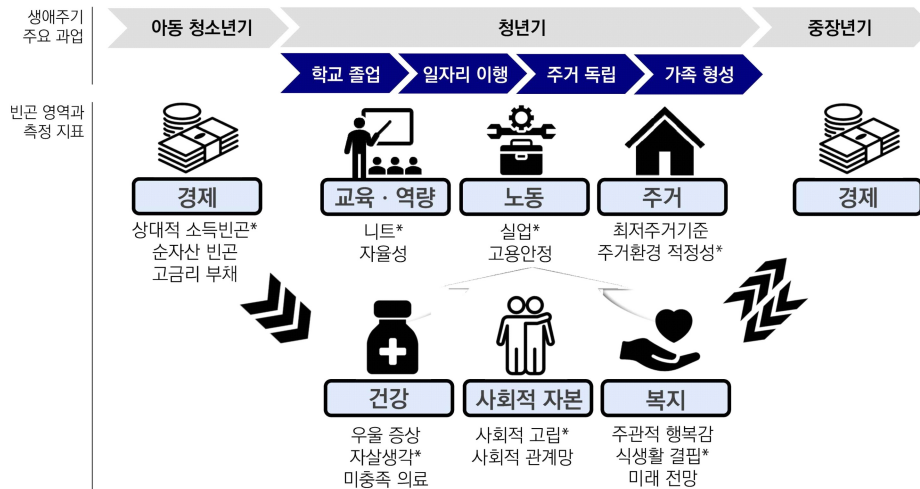 생애주기
주요 과업
아동 청소년기
청년기
중장년기
학교 졸업
일자리 이행
주거 독립
가족 형성
빈곤 영역과
측정 지표
경제
상대적 소득빈곤*
순자산 빈곤
고금리 부채
교육 · 역량
니트*
자율성
노동
실업*
고용안정
주거
최저주거기준
주거환경 적정성*
경제
건강
우울 증상
자살생각*
미충족 의료
사회적 자본
사회적 고립*
사회적 관계망
복지
주관적 행복감
식생활 결핍*
미래 전망